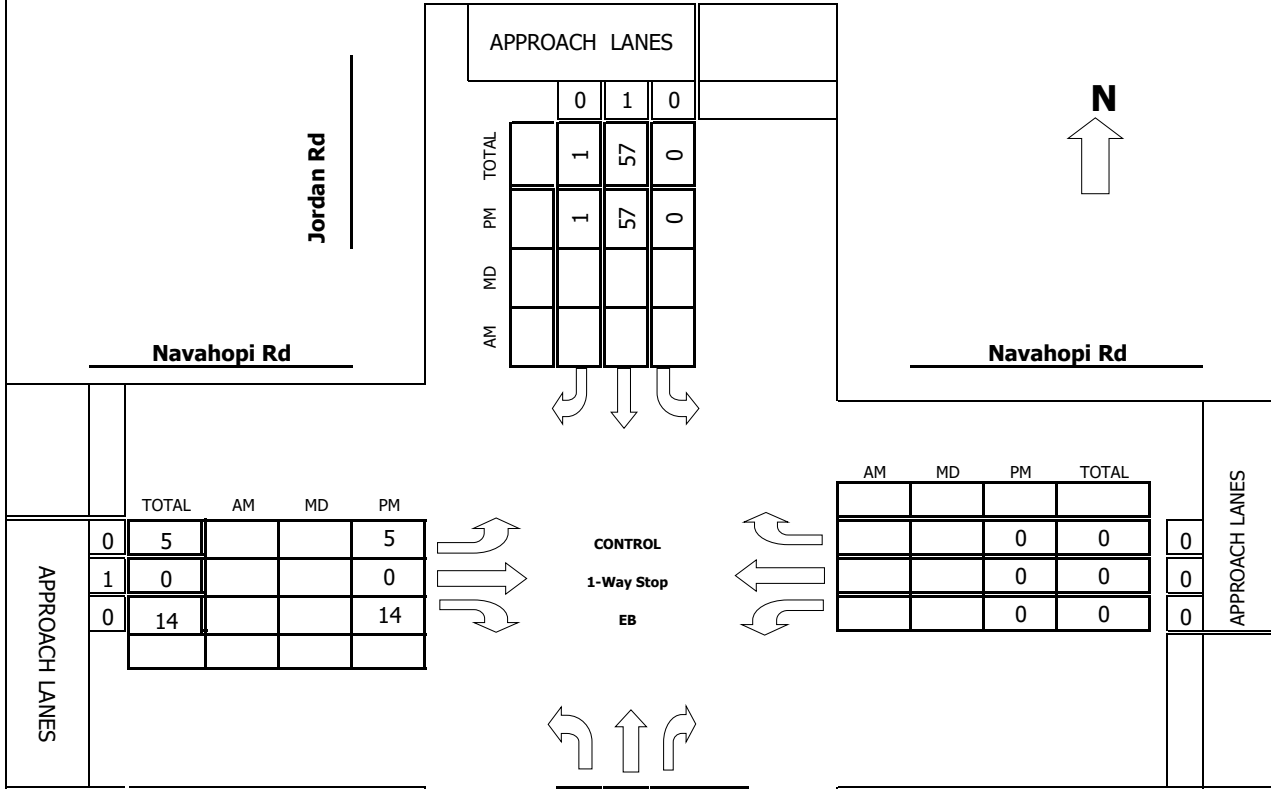 APPROACH LANES
N
0 1 0
Jordan Rd
TOTAL 1 57 0
PM 1 57 0
MD
AM
Navahopi Rd
Navahopi Rd
AM MD PM TOTAL
TOTAL AM MD PM
0 5 5
1 0 0
0 14 14
APPROACH LANES
CONTROL
1-Way Stop
EB
0 0 0
0 0 0
0 0 0
APPROACH LANES